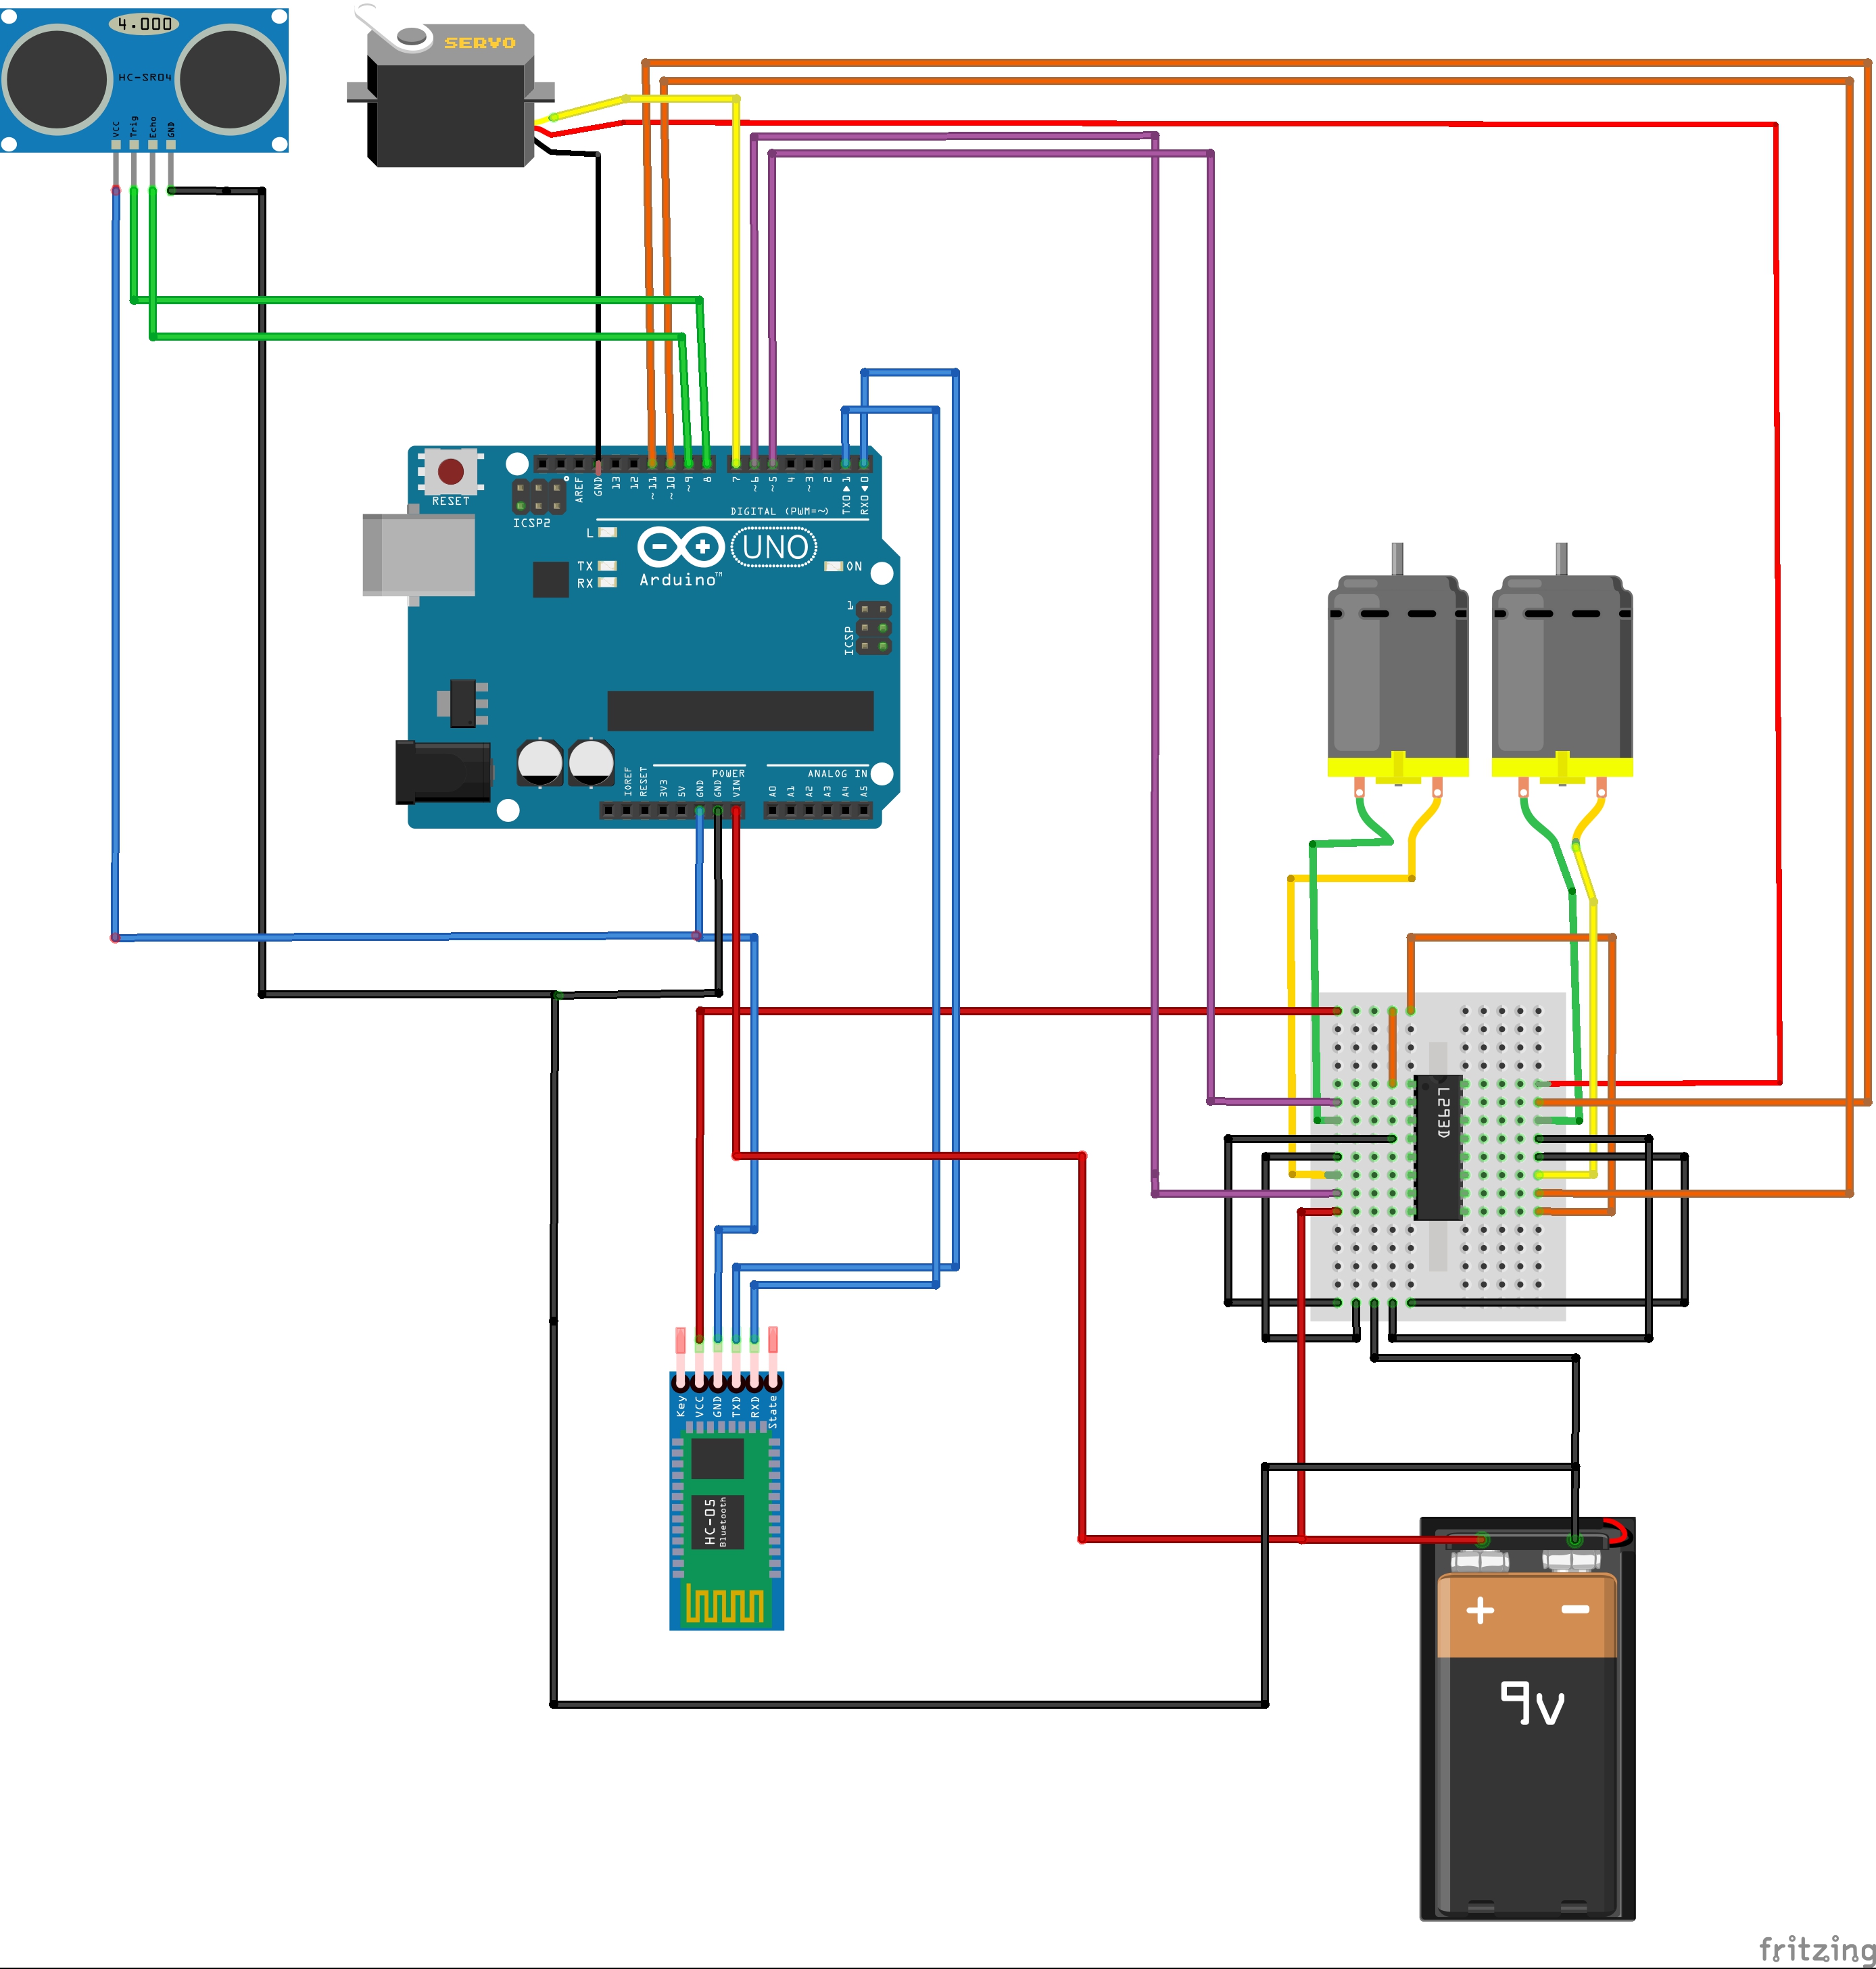 4.000
HC-SR04
VCC
Trig
Echo
GND
SERVO
RESET
ICSP2
AREF
GND
13
12
~11
~10
~9
8
7
~6
~5
4
~3
2
TX0▶1
RX0◀0
DIGITAL (PWM=~)
L
TX
RX
UNO
Arduino™
ON
1
ICSP
IOREF
RESET
3V3
5V
GND
GND
VIN
POWER
A0
A1
A2
A3
A4
A5
ANALOG IN
L293D
Key
VCC
GND
TXD
RXD
State
HC-05
Bluetooth
+ -
9v
fritzing